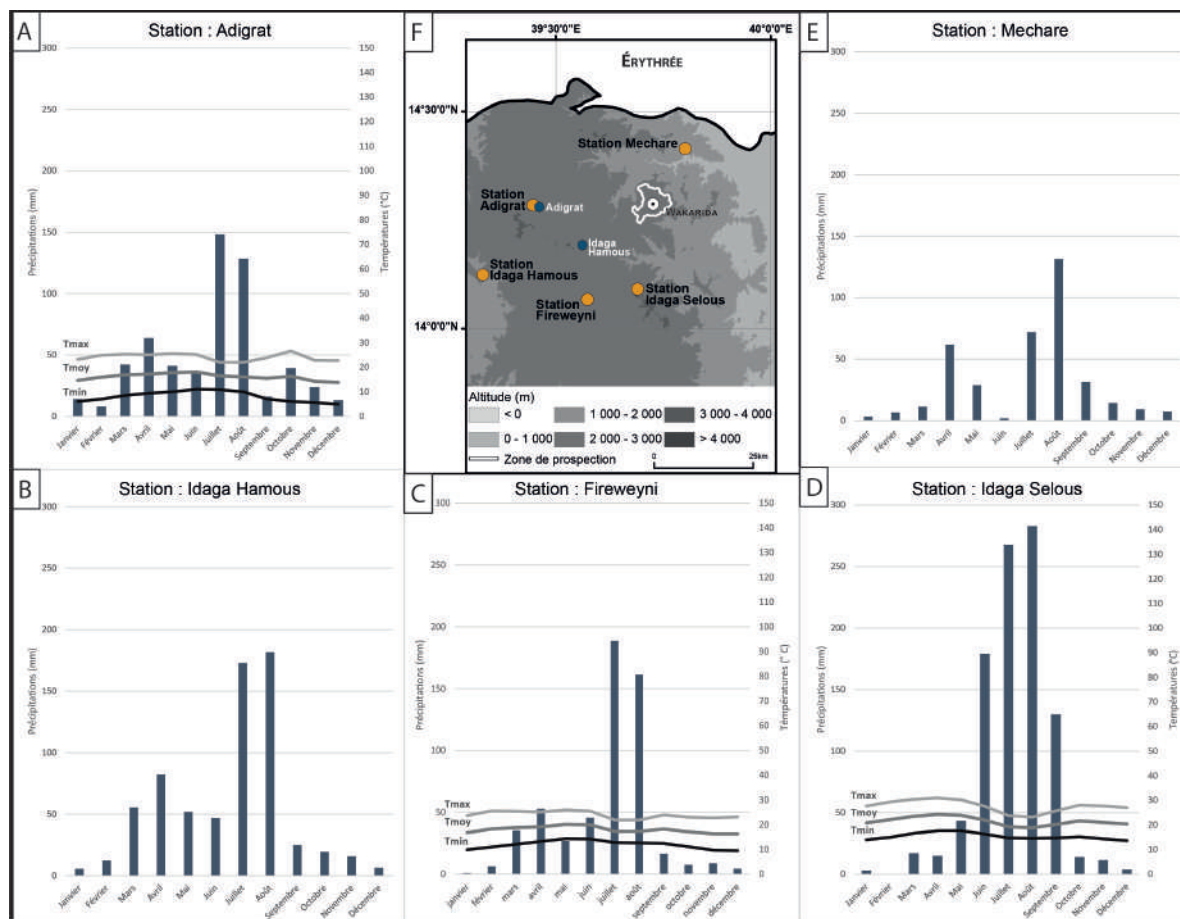 A
Station : Adigrat
300
250
200
150
100
50
0
Précipitations (mm)
150
140
130
120
110
100
90
80
70
60
50
40
30
20
10
0
Températures (°C)
Tmax
Tmoy
Tmin
Janvier
Février
Mars
Avril
Mai
Juin
Juillet
Août
Septembre
Octobre
Novembre
Décembre
F
39°30'0"E
40°0'0"E
14°30'0"N
14°0'0"N
ÉRYTHRÉE
Station Mechare
Station
Adigrat
Adigrat
WAKARIDA
Idaga
Hamous
Station
Idaga Hamous
Station
Fireweyni
Station
Idaga Selous
Altitude (m)
< 0
1 000 - 2 000
3 000 - 4 000
0 - 1 000
2 000 - 3 000
> 4 000
Zone de prospection
0
25km
E
Station : Mechare
300
250
200
150
100
50
0
Précipitations (mm)
Janvier
Février
Mars
Avril
Mai
Juin
Juillet
Août
Septembre
Octobre
Novembre
Décembre
B
Station : Idaga Hamous
300
250
200
150
100
50
0
Précipitations (mm)
Janvier
Février
Mars
Avril
Mai
Juin
Juillet
Août
Septembre
Octobre
Novembre
Décembre
C
Station : Fireweyni
300
250
200
150
100
50
0
Précipitations (mm)
150
140
130
120
110
100
90
80
70
60
50
40
30
20
10
0
Témpératures (° C)
Tmax
Tmoy
Tmin
janvier
février
mars
avril
mai
juin
juillet
août
septembre
octobre
novembre
décembre
D
Station : Idaga Selous
300
250
200
150
100
50
0
Précipitations (mm)
150
140
130
120
110
100
90
80
70
60
50
40
30
20
10
0
Températures (°C)
Tmax
Tmoy
Tmin
Janvier
Février
Mars
Avril
Mai
Juin
Juillet
Août
Septembre
Octobre
Novembre
Décembre